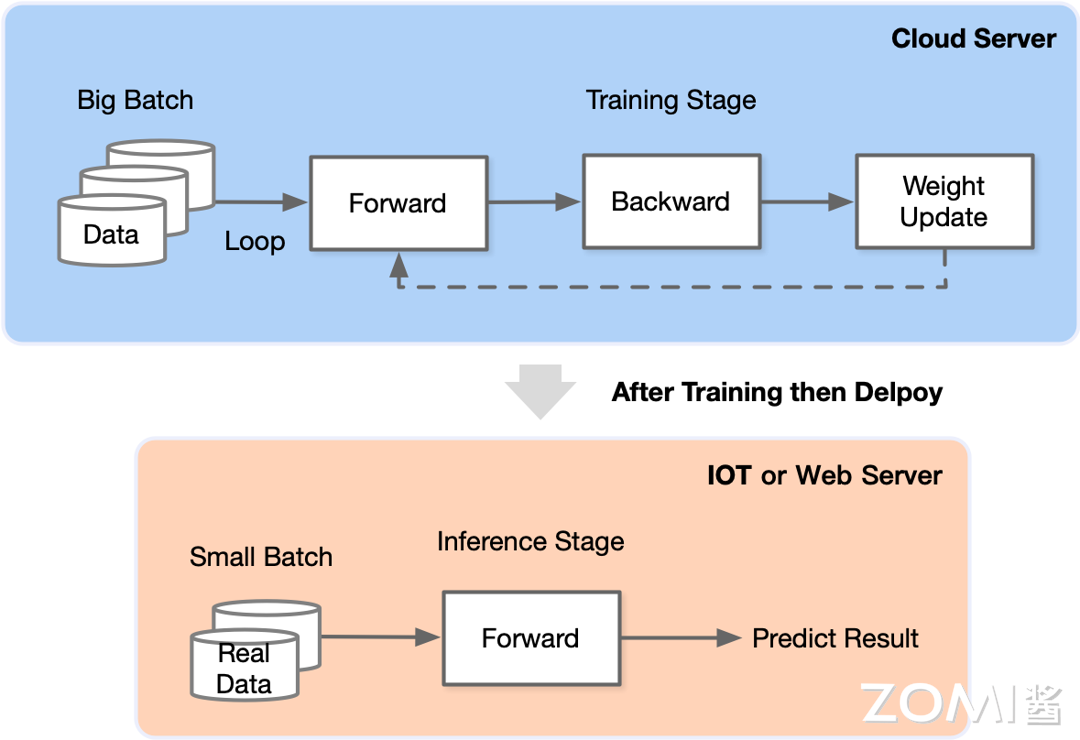 Cloud Server
Big Batch
Training Stage
Data
Loop
Forward
Backward
Weight
Update
After Training then Delpoy
IOT or Web Server
Small Batch
Inference Stage
Real
Data
Forward
Predict Result
ZOMI酱